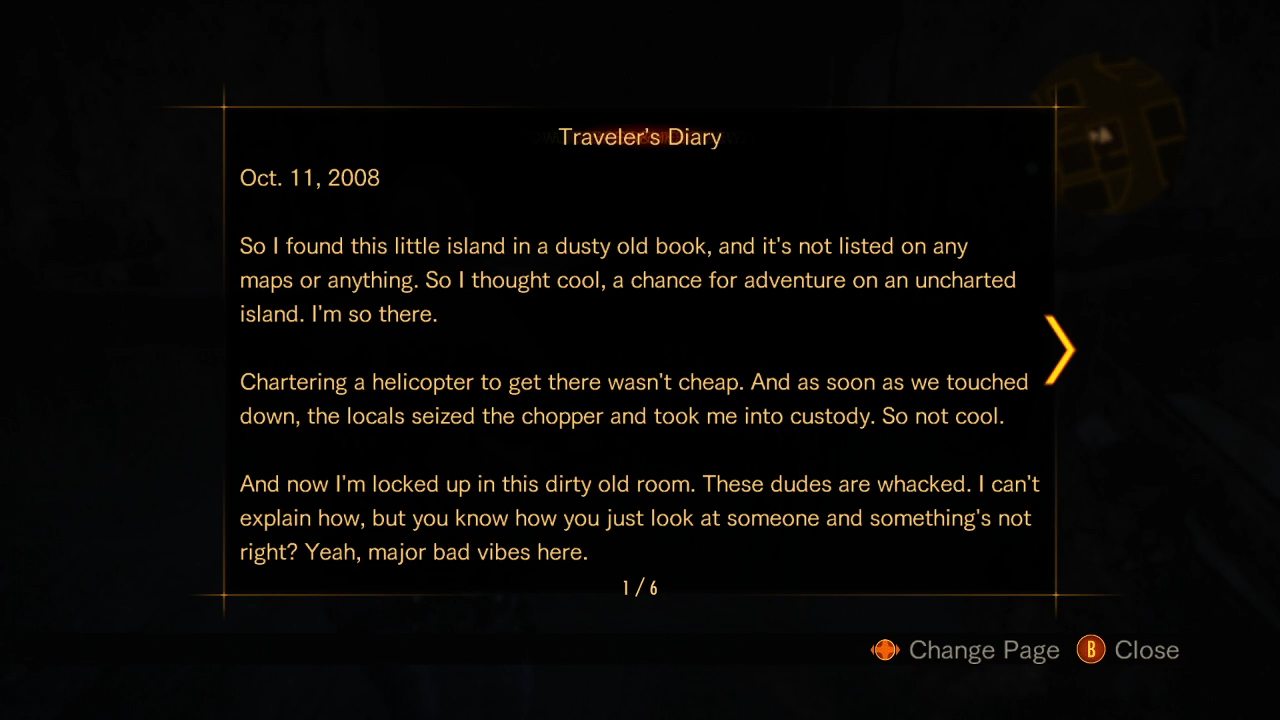 Traveler's Diary
Oct. 11, 2008
So I found this little island in a dusty old book, and it's not listed on any
maps or anything. So I thought cool, a chance for adventure on an uncharted
island. I'm so there.
Chartering a helicopter to get there wasn't cheap. And as soon as we touched
down, the locals seized the chopper and took me into custody. So not cool.
And now I'm locked up in this dirty old room. These dudes are whacked. I can't
explain how, but you know how you just look at someone and something's not
right? Yeah, major bad vibes here.
1 / 6
Change Page B Close